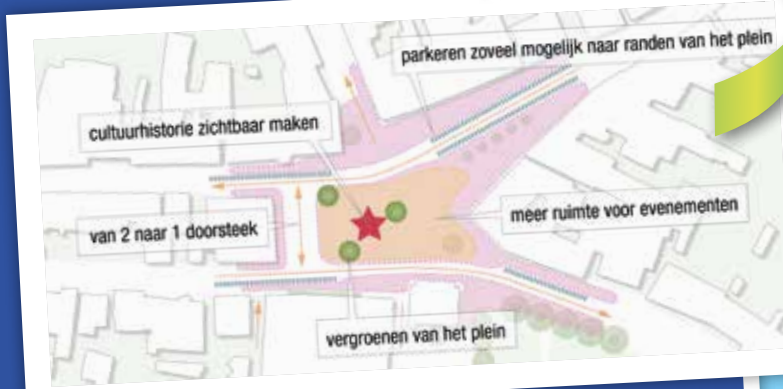 parkeren zoveel mogelijk naar randen van het plein
cultuurhistorie zichtbaar maken
van 2 naar 1 doorsteek
meer ruimte voor evenementen
vergroenen van het plein